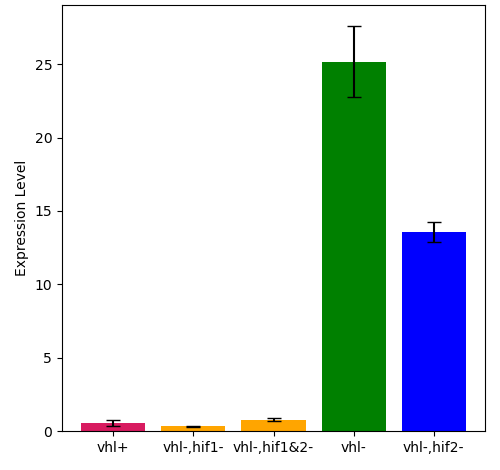 Expression Level
25
20
15
10
5
0
vhl+
vhl-,hif1-
vhl-,hif1&2-
vhl-
vhl-,hif2-